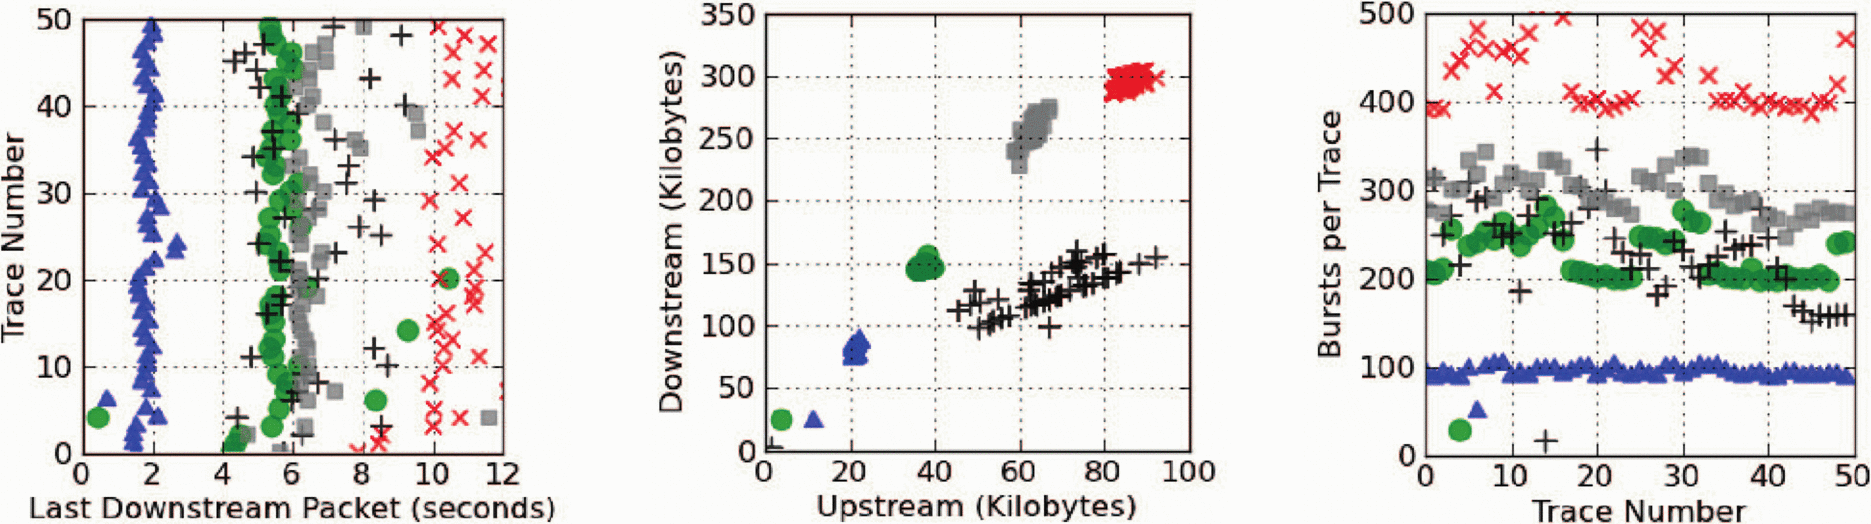 Trace Number
50
40
30
20
10
0
0 2 4 6 8 10 12
Last Downstream Packet (seconds)
Downstream (Kilobytes)
350
300
250
200
150
100
50
0
0 20 40 60 80 100
Upstream (Kilobytes)
Bursts per Trace
500
400
300
200
100
0
0 10 20 30 40 50
Trace Number